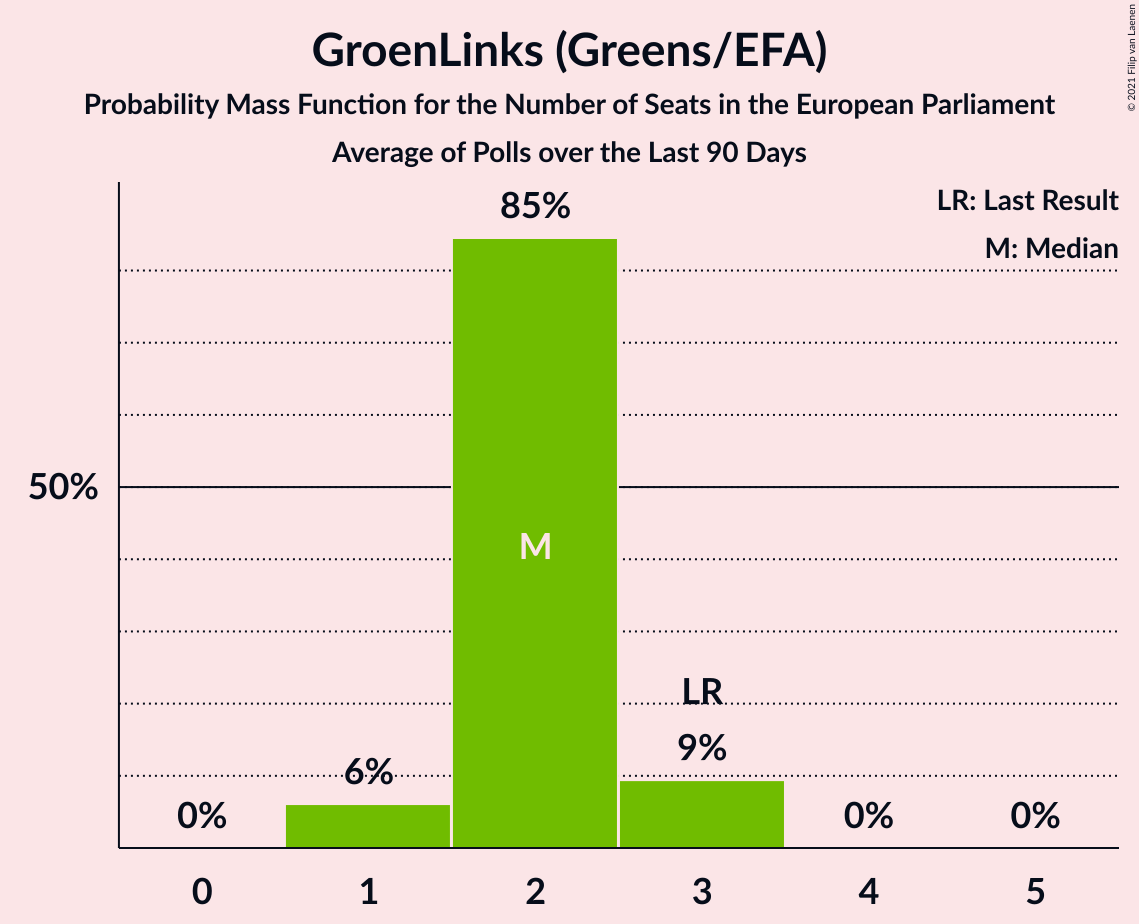 GroenLinks (Greens/EFA)
Probability Mass Function for the Number of Seats in the European Parliament
Average of Polls over the Last 90 Days
© 2021 Filip van Laenen
LR: Last Result
M: Median
85%
50%
M
LR
9%
6%
0%
0%
0%
0
1
2
3
4
5